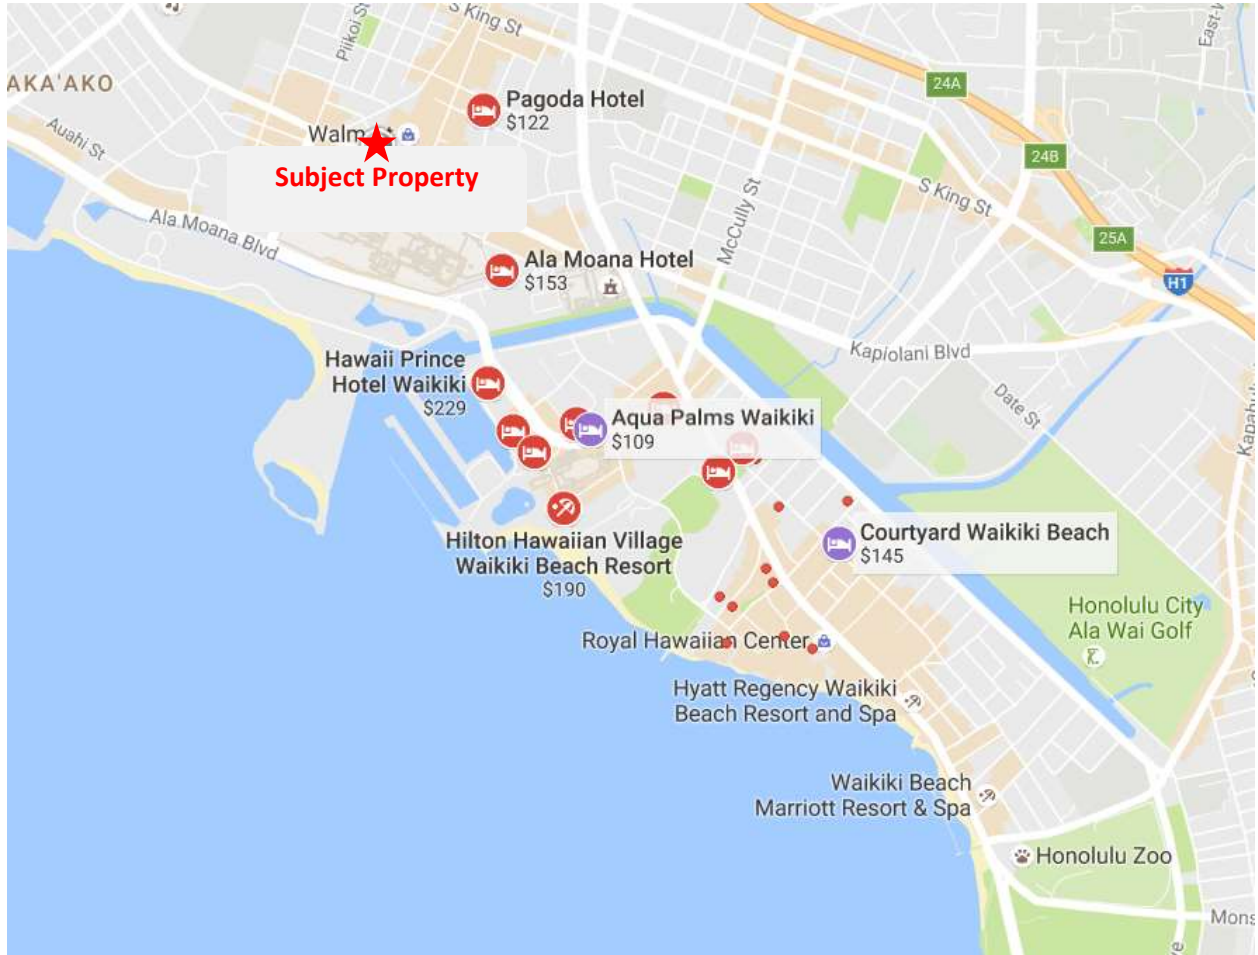 S King St
Piikoi St
East-W
AKA'AKO
24A
Pagoda Hotel
$122
Auahi St
Walm
24B
Subject Property
S King St
McCully St
Ala Moana Blvd
25A
Ala Moana Hotel
$153
H1
Kapiolani Blvd
Hawaii Prince
Hotel Waikiki
$229
Date St
Kapahulu
Aqua Palms Waikiki
$109
Courtyard Waikiki Beach
$145
Hilton Hawaiian Village
Waikiki Beach Resort
$190
Honolulu City
Ala Wai Golf
Royal Hawaiian Center
Hyatt Regency Waikiki
Beach Resort and Spa
Waikiki Beach
Marriott Resort & Spa
Honolulu Zoo
Mons